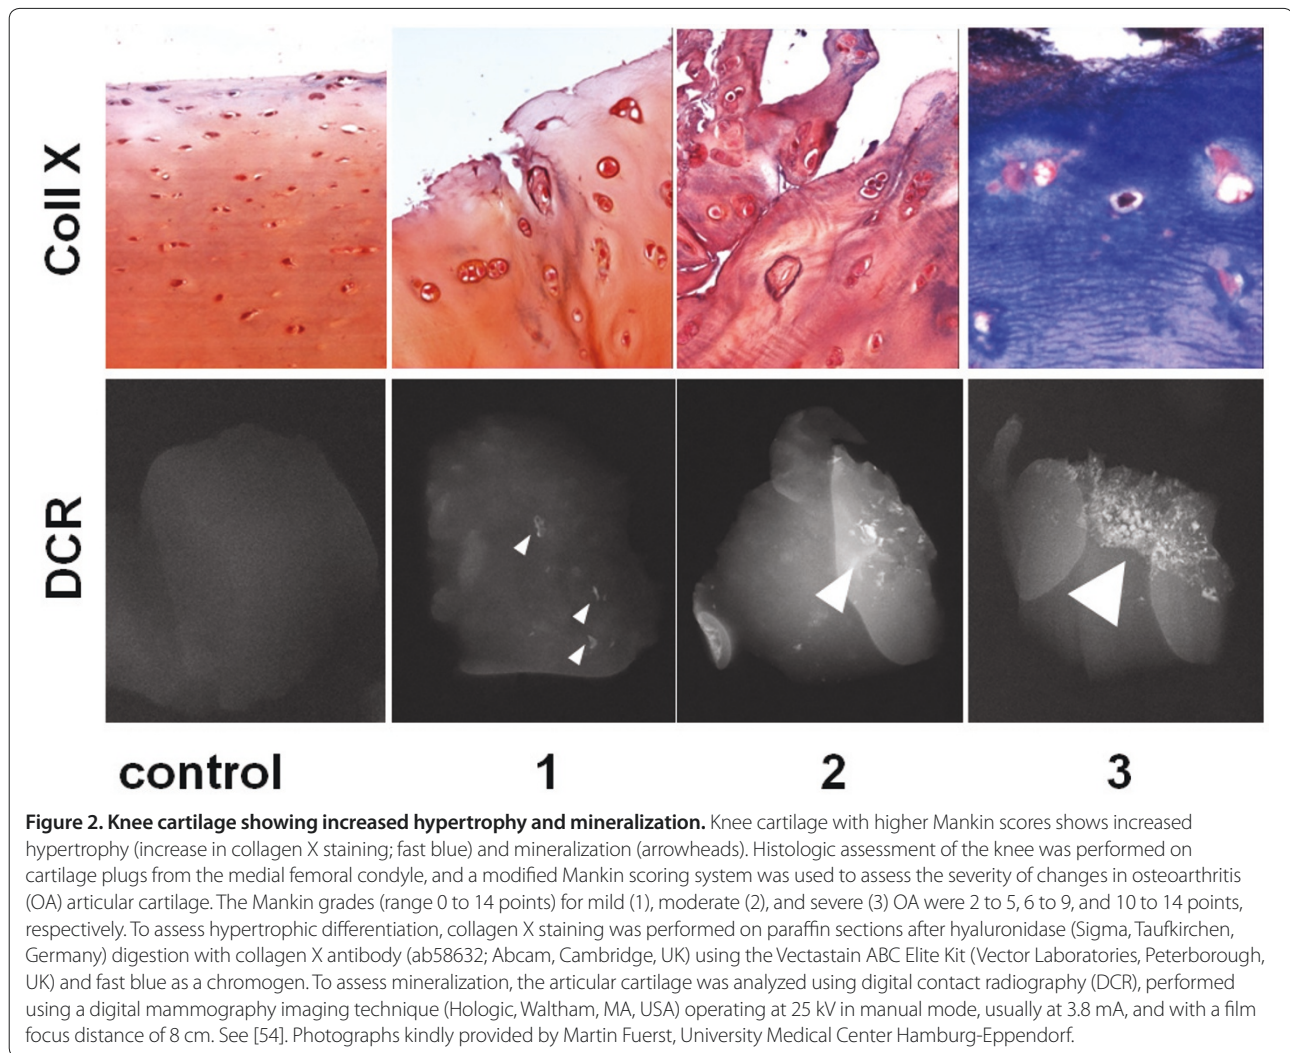 Coll X
DCR
control
1
2
3
Figure 2. Knee cartilage showing increased hypertrophy and mineralization. Knee cartilage with higher Mankin scores shows increased
hypertrophy (increase in collagen X staining; fast blue) and mineralization (arrowheads). Histologic assessment of the knee was performed on
cartilage plugs from the medial femoral condyle, and a modified Mankin scoring system was used to assess the severity of changes in osteoarthritis
(OA) articular cartilage. The Mankin grades (range 0 to 14 points) for mild (1), moderate (2), and severe (3) OA were 2 to 5, 6 to 9, and 10 to 14 points,
respectively. To assess hypertrophic differentiation, collagen X staining was performed on paraffin sections after hyaluronidase (Sigma, Taufkirchen,
Germany) digestion with collagen X antibody (ab58632; Abcam, Cambridge, UK) using the Vectastain ABC Elite Kit (Vector Laboratories, Peterborough,
UK) and fast blue as a chromogen. To assess mineralization, the articular cartilage was analyzed using digital contact radiography (DCR), performed
using a digital mammography imaging technique (Hologic, Waltham, MA, USA) operating at 25 kV in manual mode, usually at 3.8 mA, and with a film
focus distance of 8 cm. See [54]. Photographs kindly provided by Martin Fuerst, University Medical Center Hamburg-Eppendorf.